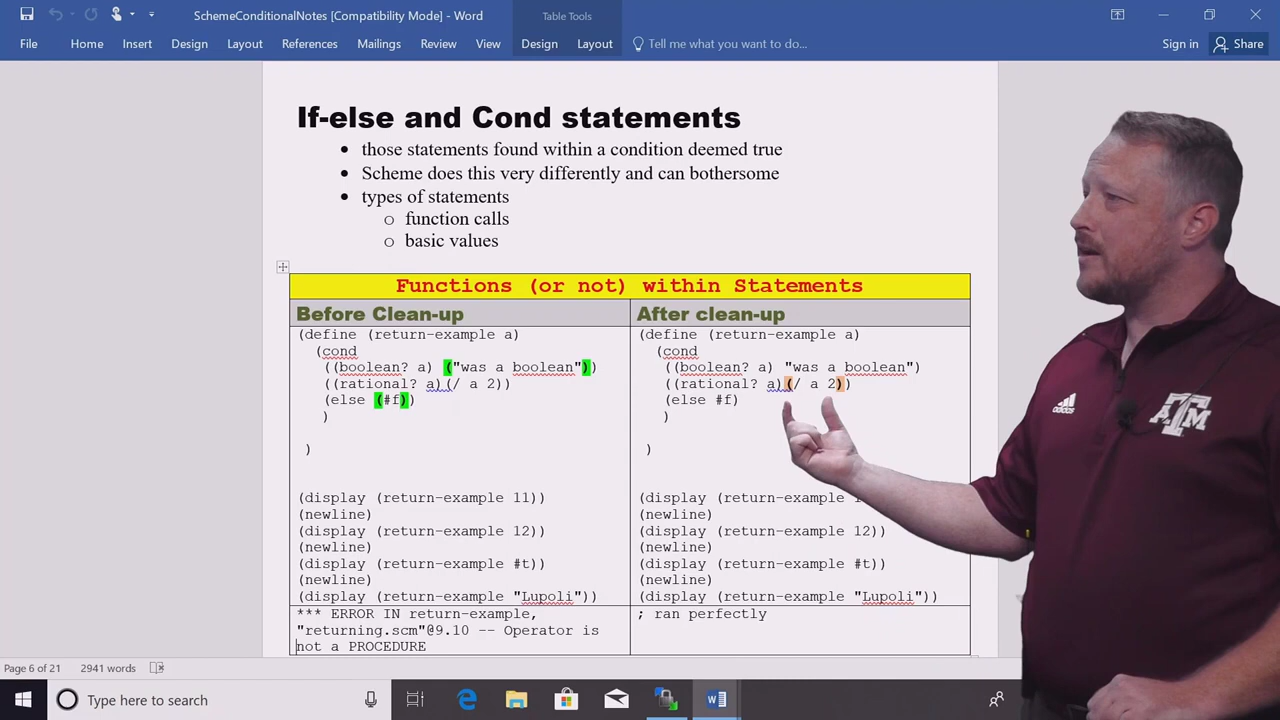 SchemeConditionalNotes [Compatibility Mode] - Word
Table Tools
File Home Insert Design Layout References Mailings Review View Design Layout Tell me what you want to do... Sign in Share
If-else and Cond statements
• those statements found within a condition deemed true
• Scheme does this very differently and can bothersome
• types of statements
o function calls
o basic values
Functions (or not) within Statements
Before Clean-up
(define (return-example a)
(cond
((boolean? a) ("was a boolean"))
((rational? a)(/ a 2))
(else (#f))
)
)
(display (return-example 11))
(newline)
(display (return-example 12))
(newline)
(display (return-example #t))
(newline)
(display (return-example "Lupoli"))
*** ERROR IN return-example,
"returning.scm"@9.10 -- Operator is
not a PROCEDURE
After clean-up
(define (return-example a)
(cond
((boolean? a) "was a boolean")
((rational? a)(/ a 2))
(else #f)
)
)
(display (return-example
(newline)
(display (return-example 12))
(newline)
(display (return-example #t))
(newline)
(display (return-example "Lupoli"))
; ran perfectly
adidas
ATM
Page 6 of 21 2941 words
Type here to search